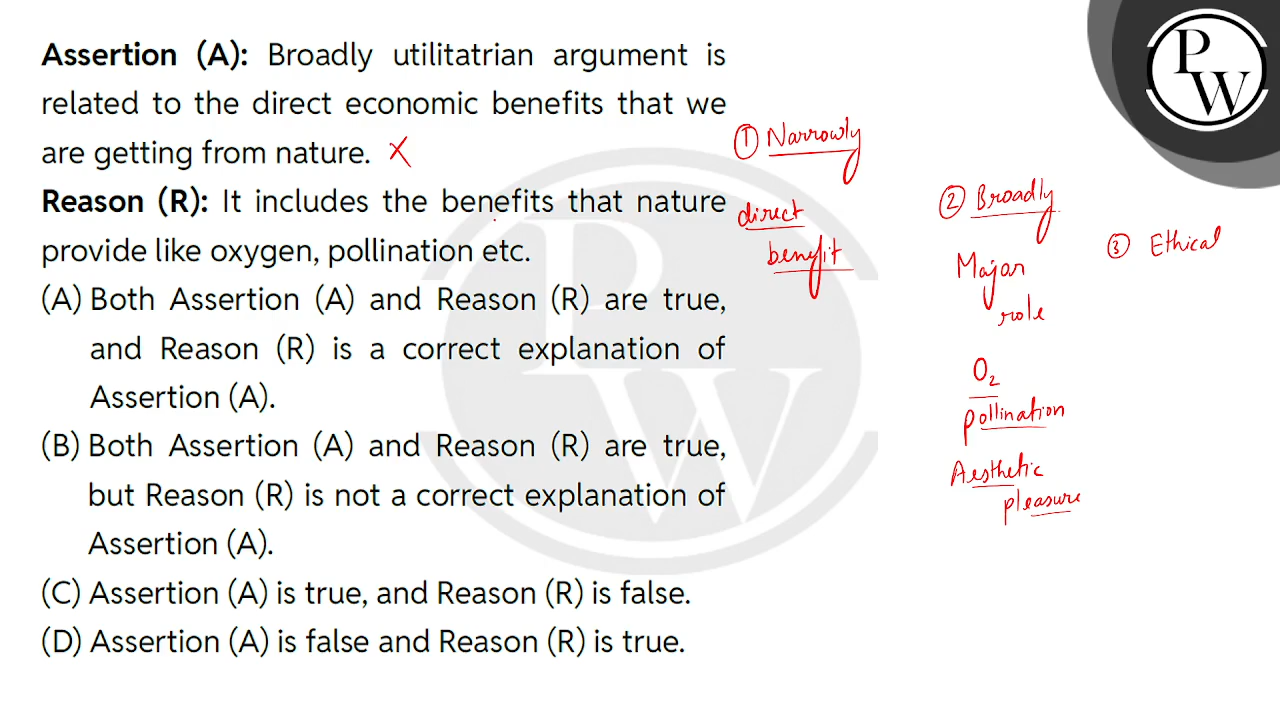 Assertion (A): Broadly utilitatrian argument is
related to the direct economic benefits that we
are getting from nature. X
Reason (R): It includes the benefits that nature
provide like oxygen, pollination etc.
(A) Both Assertion (A) and Reason (R) are true,
and Reason (R) is a correct explanation of
Assertion (A).
(B) Both Assertion (A) and Reason (R) are true,
but Reason (R) is not a correct explanation of
Assertion (A).
(C) Assertion (A) is true, and Reason (R) is false.
(D) Assertion (A) is false and Reason (R) is true.
① Narrowly
direct
benefit
② Broadly
Major
role
O₂
pollination
Aesthetic
pleasure
③ Ethical
P
W
P
W